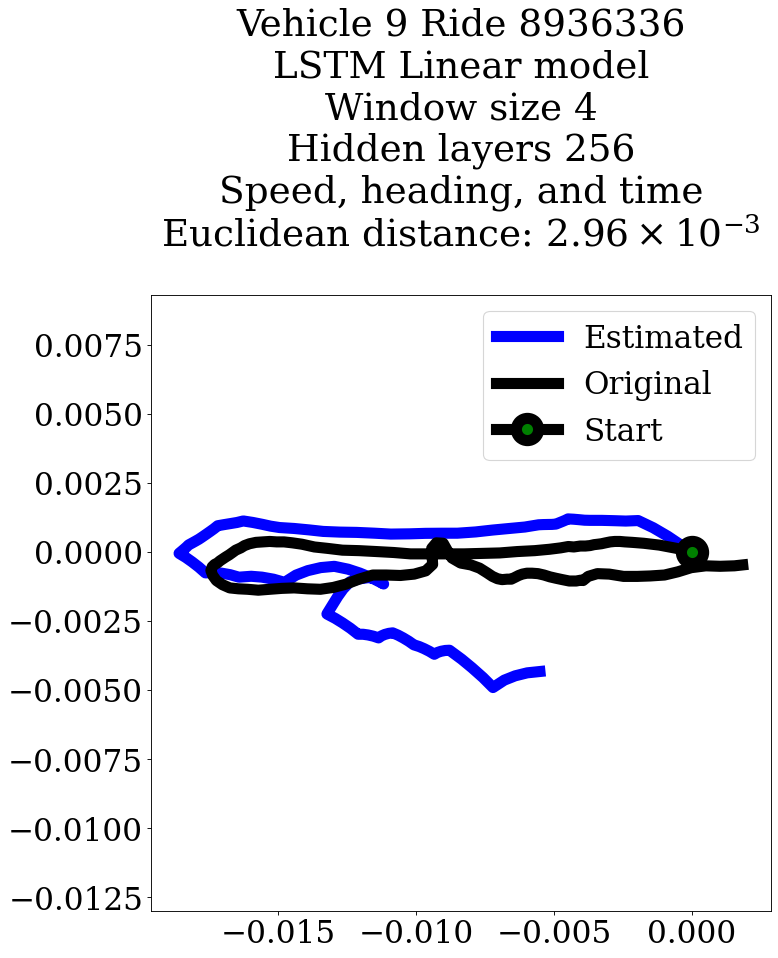 Vehicle 9 Ride 8936336
LSTM Linear model
Window size 4
Hidden layers 256
Speed, heading, and time
Euclidean distance: 2.96 × 10⁻³
Estimated
Original
Start
0.0075
0.0050
0.0025
0.0000
−0.0025
−0.0050
−0.0075
−0.0100
−0.0125
−0.015 −0.010 −0.005 0.000